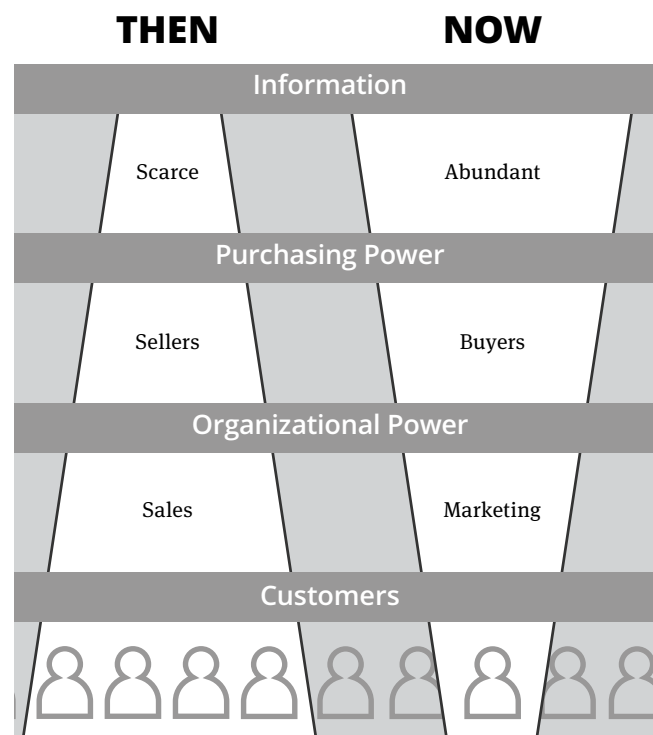 THEN NOW
Information
Scarce Abundant
Purchasing Power
Sellers Buyers
Organizational Power
Sales Marketing
Customers